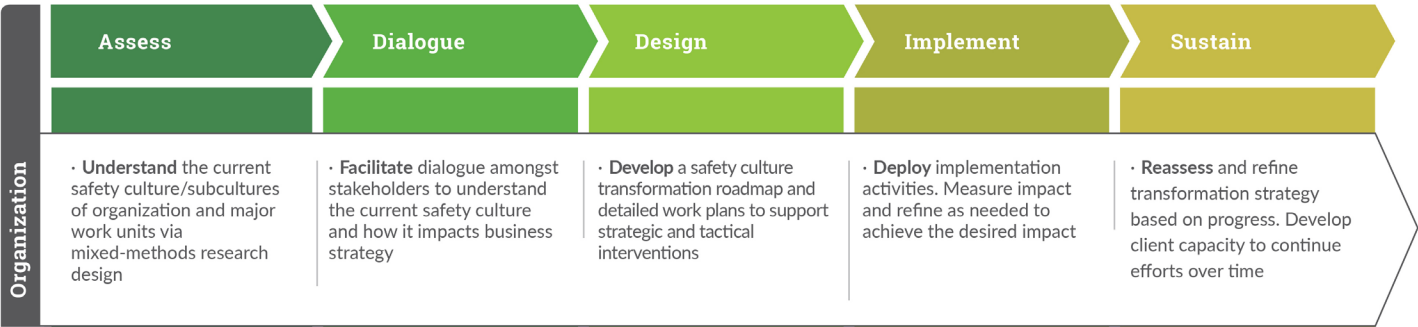 Assess
Dialogue
Design
Implement
Sustain
Organization
· Understand the current
safety culture/subcultures
of organization and major
work units via
mixed-methods research
design
· Facilitate dialogue amongst
stakeholders to understand
the current safety culture
and how it impacts business
strategy
· Develop a safety culture
transformation roadmap and
detailed work plans to support
strategic and tactical
interventions
· Deploy implementation
activities. Measure impact
and refine as needed to
achieve the desired impact
· Reassess and refine
transformation strategy
based on progress. Develop
client capacity to continue
efforts over time